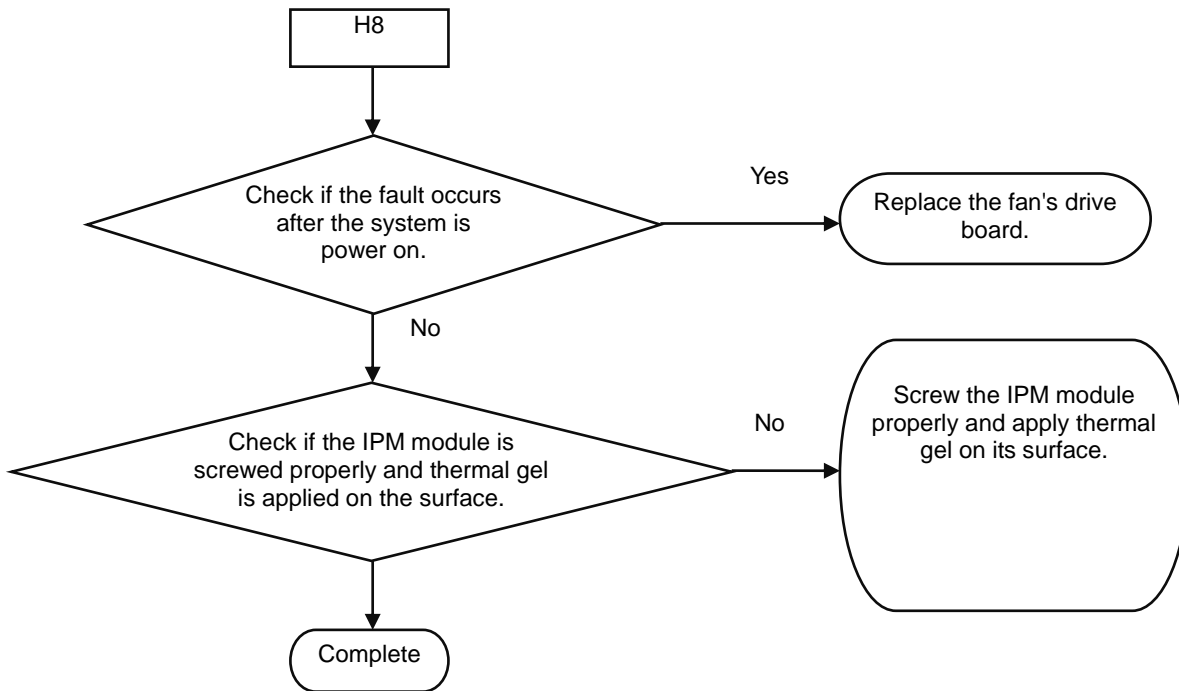 H8
Check if the fault occurs
after the system is
power on.
Yes
Replace the fan's drive
board.
No
Check if the IPM module is
screwed properly and thermal gel
is applied on the surface.
No
Screw the IPM module
properly and apply thermal
gel on its surface.
Complete